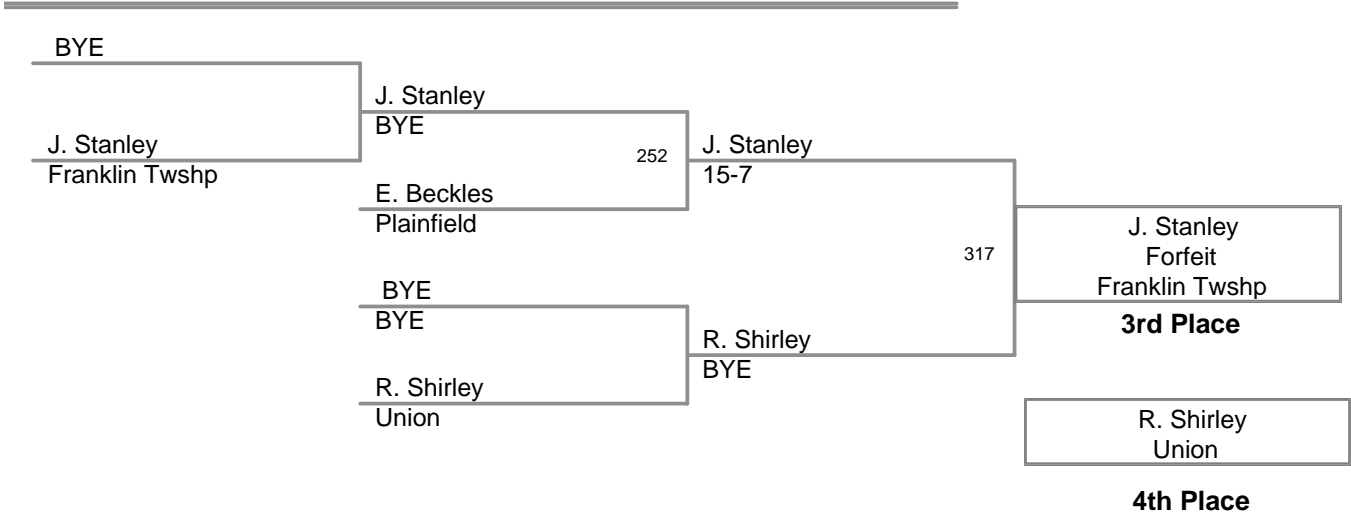 BYE
J. Stanley
Franklin Twshp
J. Stanley
BYE
E. Beckles
Plainfield
252
BYE
BYE
R. Shirley
Union
J. Stanley
15-7
R. Shirley
BYE
317
J. Stanley
Forfeit
Franklin Twshp
3rd Place
R. Shirley
Union
4th Place